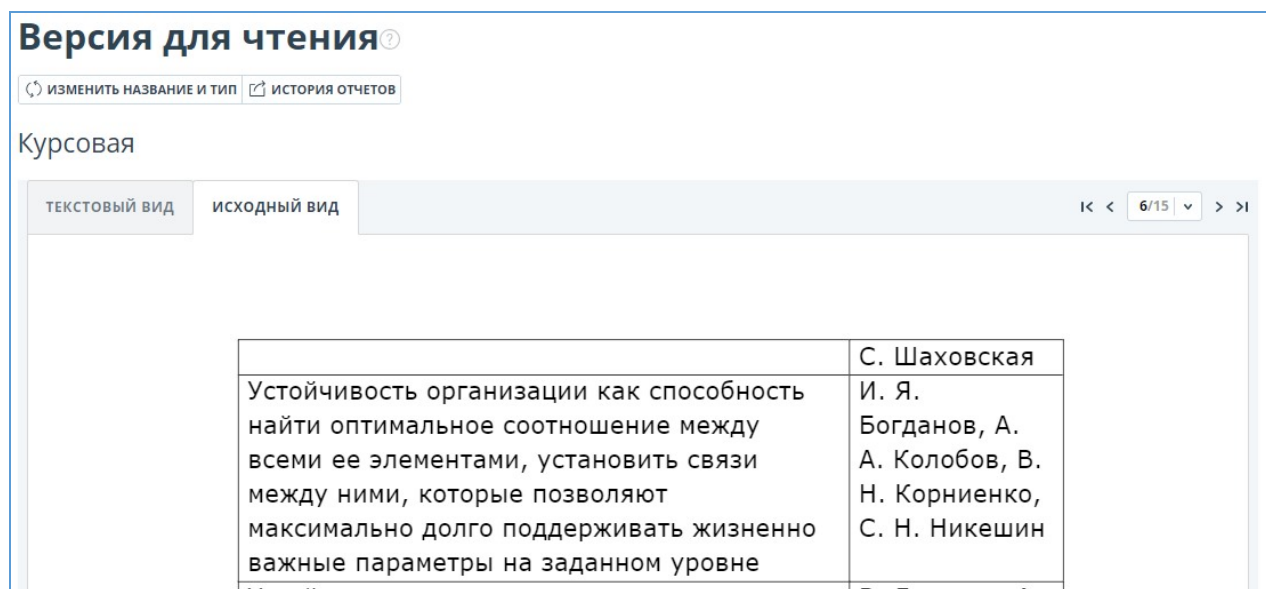 Версия для чтения
ИЗМЕНИТЬ НАЗВАНИЕ И ТИП ИСТОРИЯ ОТЧЕТОВ
Курсовая
ТЕКСТОВЫЙ ВИД ИСХОДНЫЙ ВИД 6/15
С. Шаховская
Устойчивость организации как способность И. Я.
найти оптимальное соотношение между Богданов, А.
всеми ее элементами, установить связи А. Колобов, В.
между ними, которые позволяют Н. Корниенко,
максимально долго поддерживать жизненно С. Н. Никешин
важные параметры на заданном уровне